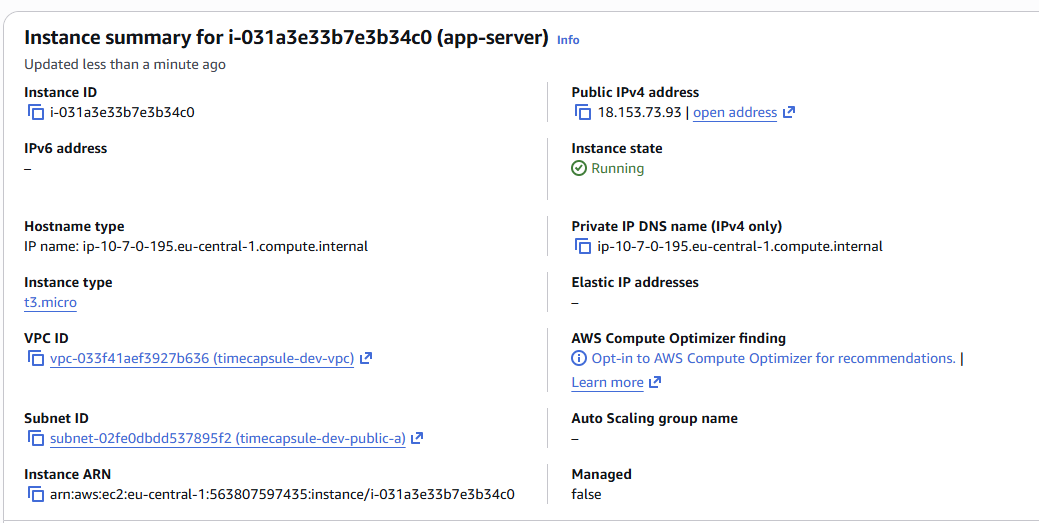 Instance summary for i-031a3e33b7e3b34c0 (app-server) Info
Updated less than a minute ago
Instance ID
i-031a3e33b7e3b34c0
Public IPv4 address
18.153.73.93 | open address
IPv6 address
–
Instance state
Running
Hostname type
IP name: ip-10-7-0-195.eu-central-1.compute.internal
Private IP DNS name (IPv4 only)
ip-10-7-0-195.eu-central-1.compute.internal
Instance type
t3.micro
Elastic IP addresses
–
VPC ID
vpc-033f41aef3927b636 (timecapsule-dev-vpc)
AWS Compute Optimizer finding
Opt-in to AWS Compute Optimizer for recommendations. |
Learn more
Subnet ID
subnet-02fe0dbdd537895f2 (timecapsule-dev-public-a)
Auto Scaling group name
–
Instance ARN
arn:aws:ec2:eu-central-1:563807597435:instance/i-031a3e33b7e3b34c0
Managed
false